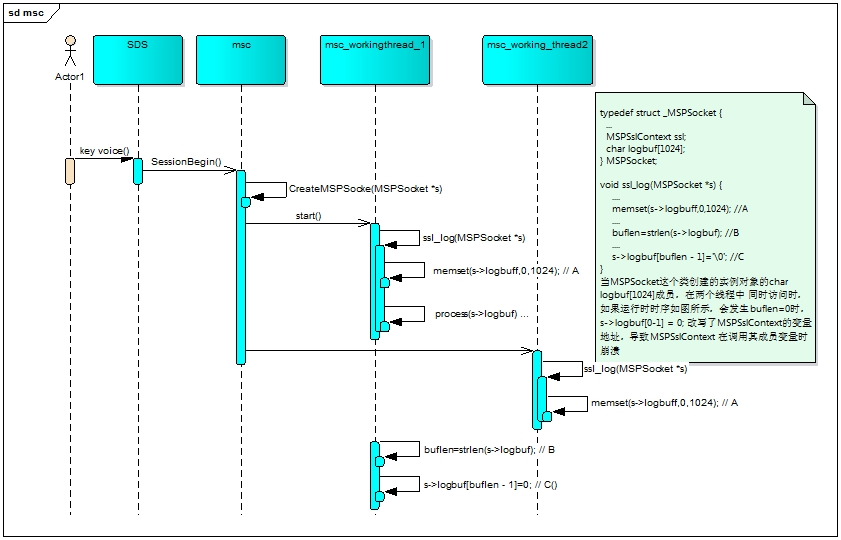 sd msc
SDS
msc
msc_workingthread_1
msc_working_thread2
Actor1
typedef struct _MSPSocket {
...
MSPSslContext ssl;
char logbuf[1024];
} MSPSocket;
void ssl_log(MSPSocket *s) {
....
memset(s->logbuff,0,1024); //A
....
buflen=strlen(s->logbuf); //B
....
s->logbuf[buflen - 1]='\0'; //C
}
当MSPSocket这个类创建的实例对象的char
logbuf[1024]成员，在两个线程中 同时访问时，
如果运行时时序如图所示，会发生buflen=0时，
s->logbuf[0-1] = 0; 改写了MSPSslContext的变量
地址，导致MSPSslContext 在调用其成员变量时
崩溃
key voice()
SessionBegin()
CreateMSPSocke(MSPSocket *s)
start()
ssl_log(MSPSocket *s)
memset(s->logbuff,0,1024); // A
process(s->logbuf) ...
ssl_log(MSPSocket *s)
memset(s->logbuff,0,1024); // A
buflen=strlen(s->logbuf); // B
s->logbuf[buflen - 1]=0; // C()